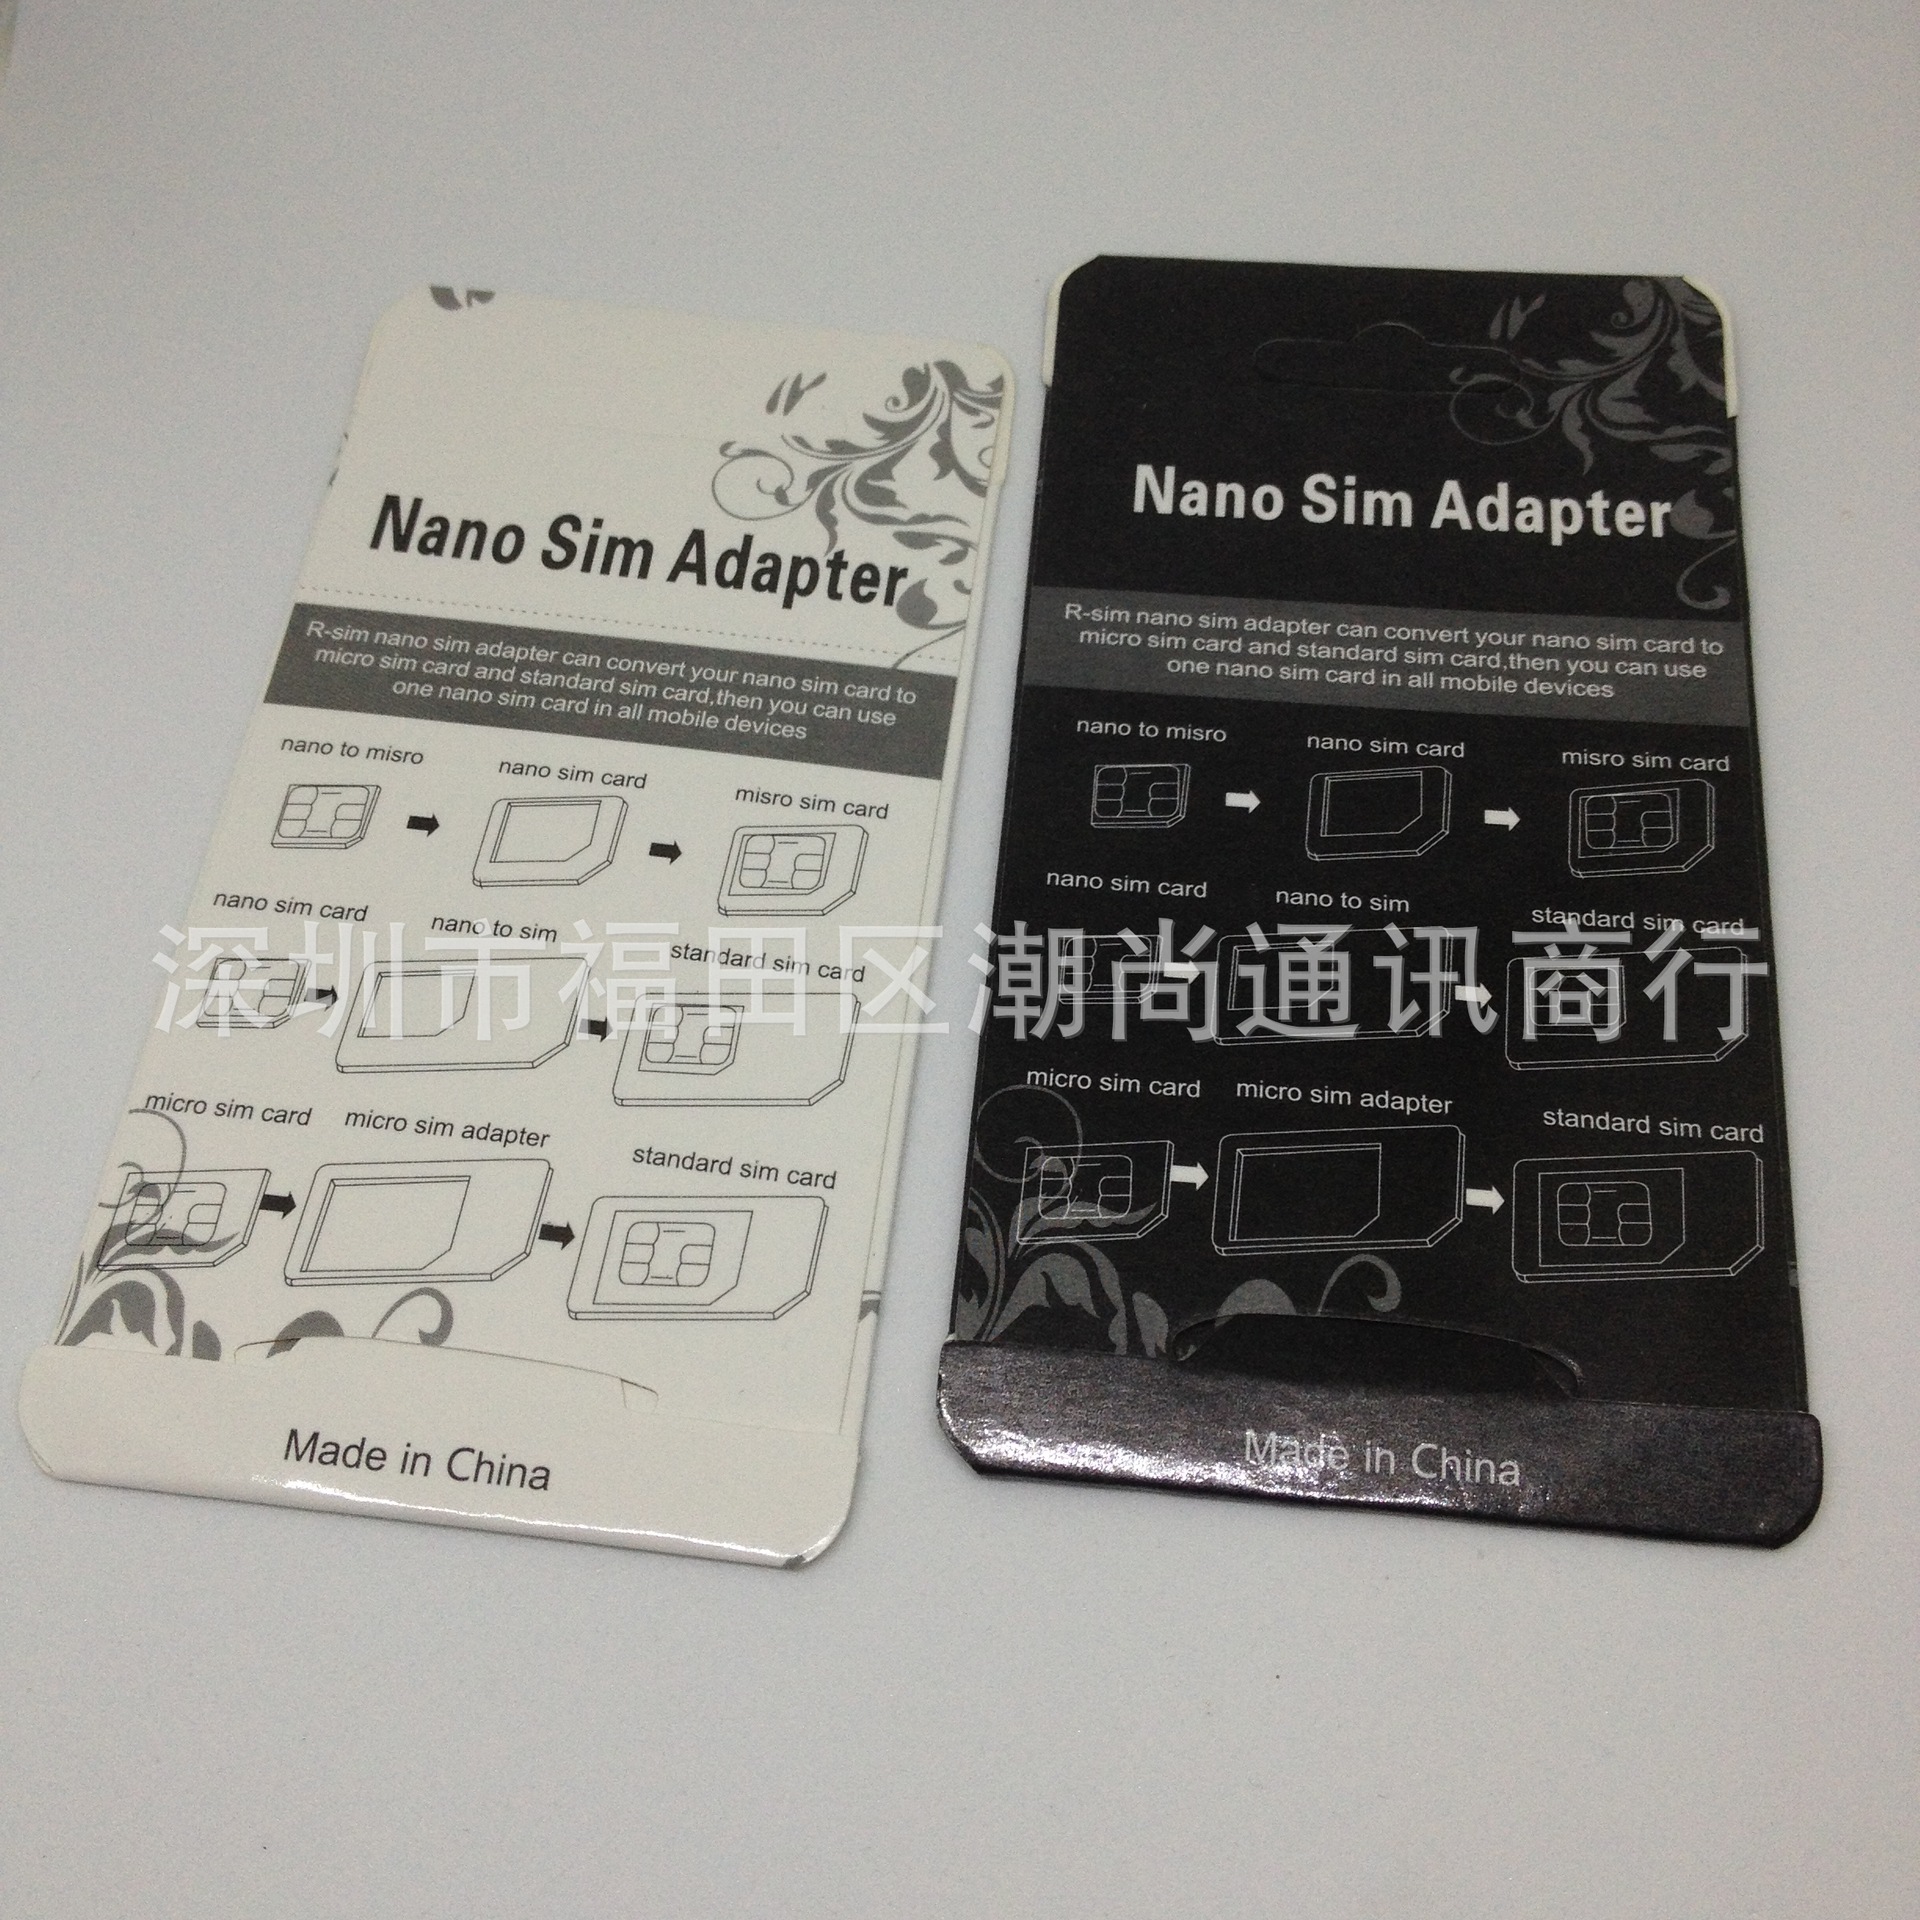 Nano Sim Adapter
R-sim nano sim adapter can convert your nano sim card to
micro sim card and standard sim card,then you can use
one nano sim card in all mobile devices
nano to misro
nano sim card
misro sim card
nano sim card
nano to sim
standard sim card
micro sim card
micro sim adapter
standard sim card
Made in China
Nano Sim Adapter
R-sim nano sim adapter can convert your nano sim card to
micro sim card and standard sim card,then you can use
one nano sim card in all mobile devices
nano to misro
nano sim card
misro sim card
nano sim card
nano to sim
standard sim card
micro sim card
micro sim adapter
standard sim card
Made in China
深圳市福田区潮尚通讯商行